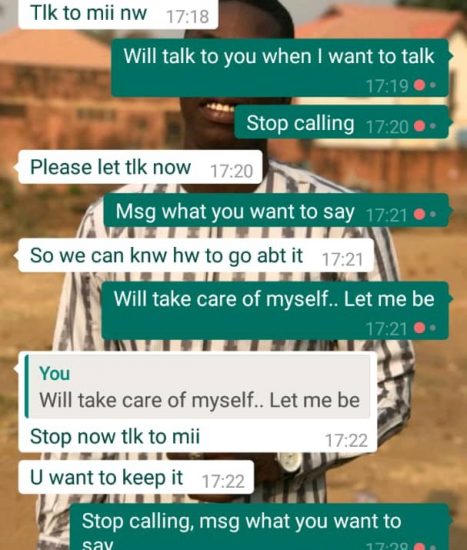 Tlk to mii nw 17:18
Will talk to you when I want to talk
17:19
Stop calling 17:20
Please let tlk now 17:20
Msg what you want to say 17:21
So we can knw hw to go abt it 17:21
Will take care of myself.. Let me be
17:21
You
Will take care of myself.. Let me be
Stop now tlk to mii 17:22
U want to keep it 17:22
Stop calling, msg what you want to
say 17:28